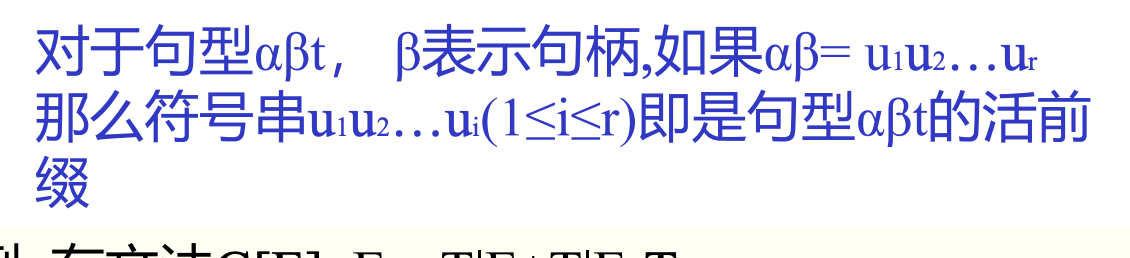 对于句型αβt， β表示句柄,如果αβ= u₁u₂…uᵣ
那么符号串u₁u₂…uᵢ(1≤i≤r)即是句型αβt的活前
缀